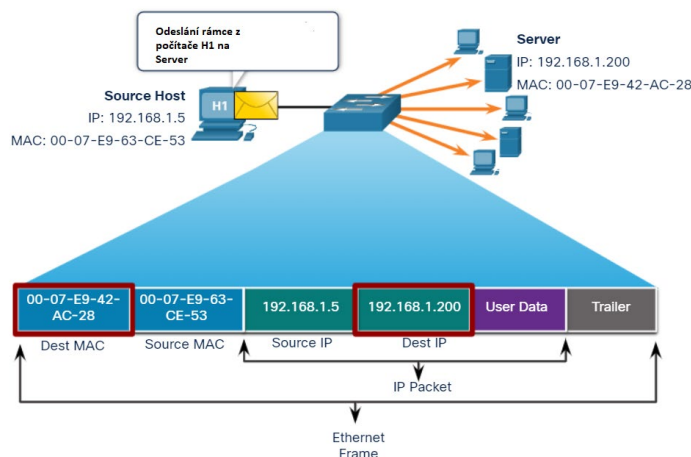 Odeslání rámce z
počítače H1 na
Server
Source Host
IP: 192.168.1.5
MAC: 00-07-E9-63-CE-53
H1
Server
IP: 192.168.1.200
MAC: 00-07-E9-42-AC-28
00-07-E9-42-
AC-28
00-07-E9-63-
CE-53
192.168.1.5
192.168.1.200
User Data
Trailer
Dest MAC
Source MAC
Source IP
Dest IP
IP Packet
Ethernet
Frame